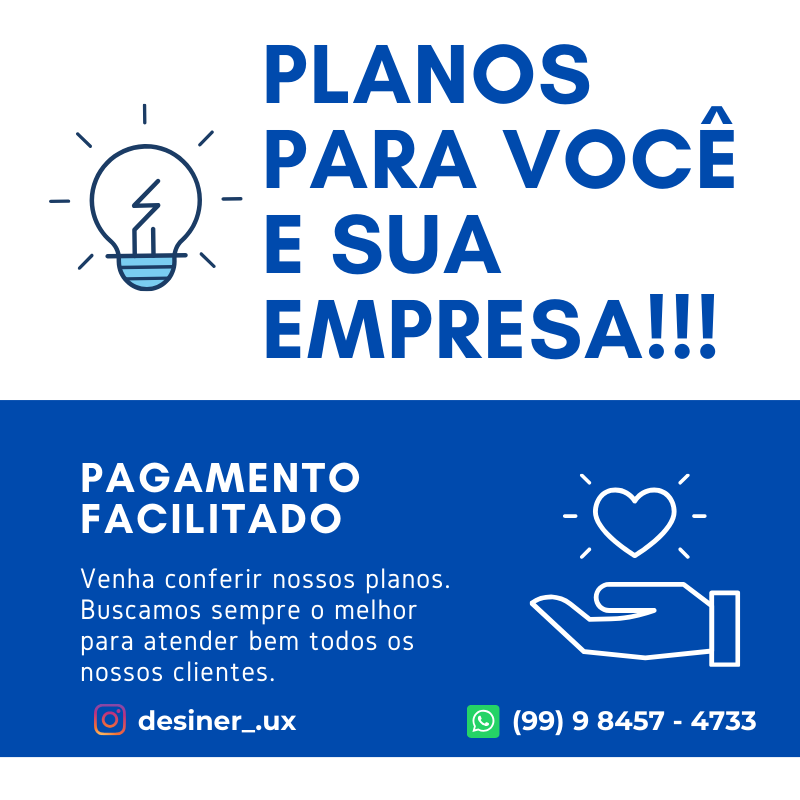 PLANOS
PARA VOCÊ
E SUA
EMPRESA!!!
PAGAMENTO
FACILITADO
Venha conferir nossos planos.
Buscamos sempre o melhor
para atender bem todos os
nossos clientes.
desiner_.ux
(99) 9 8457 - 4733